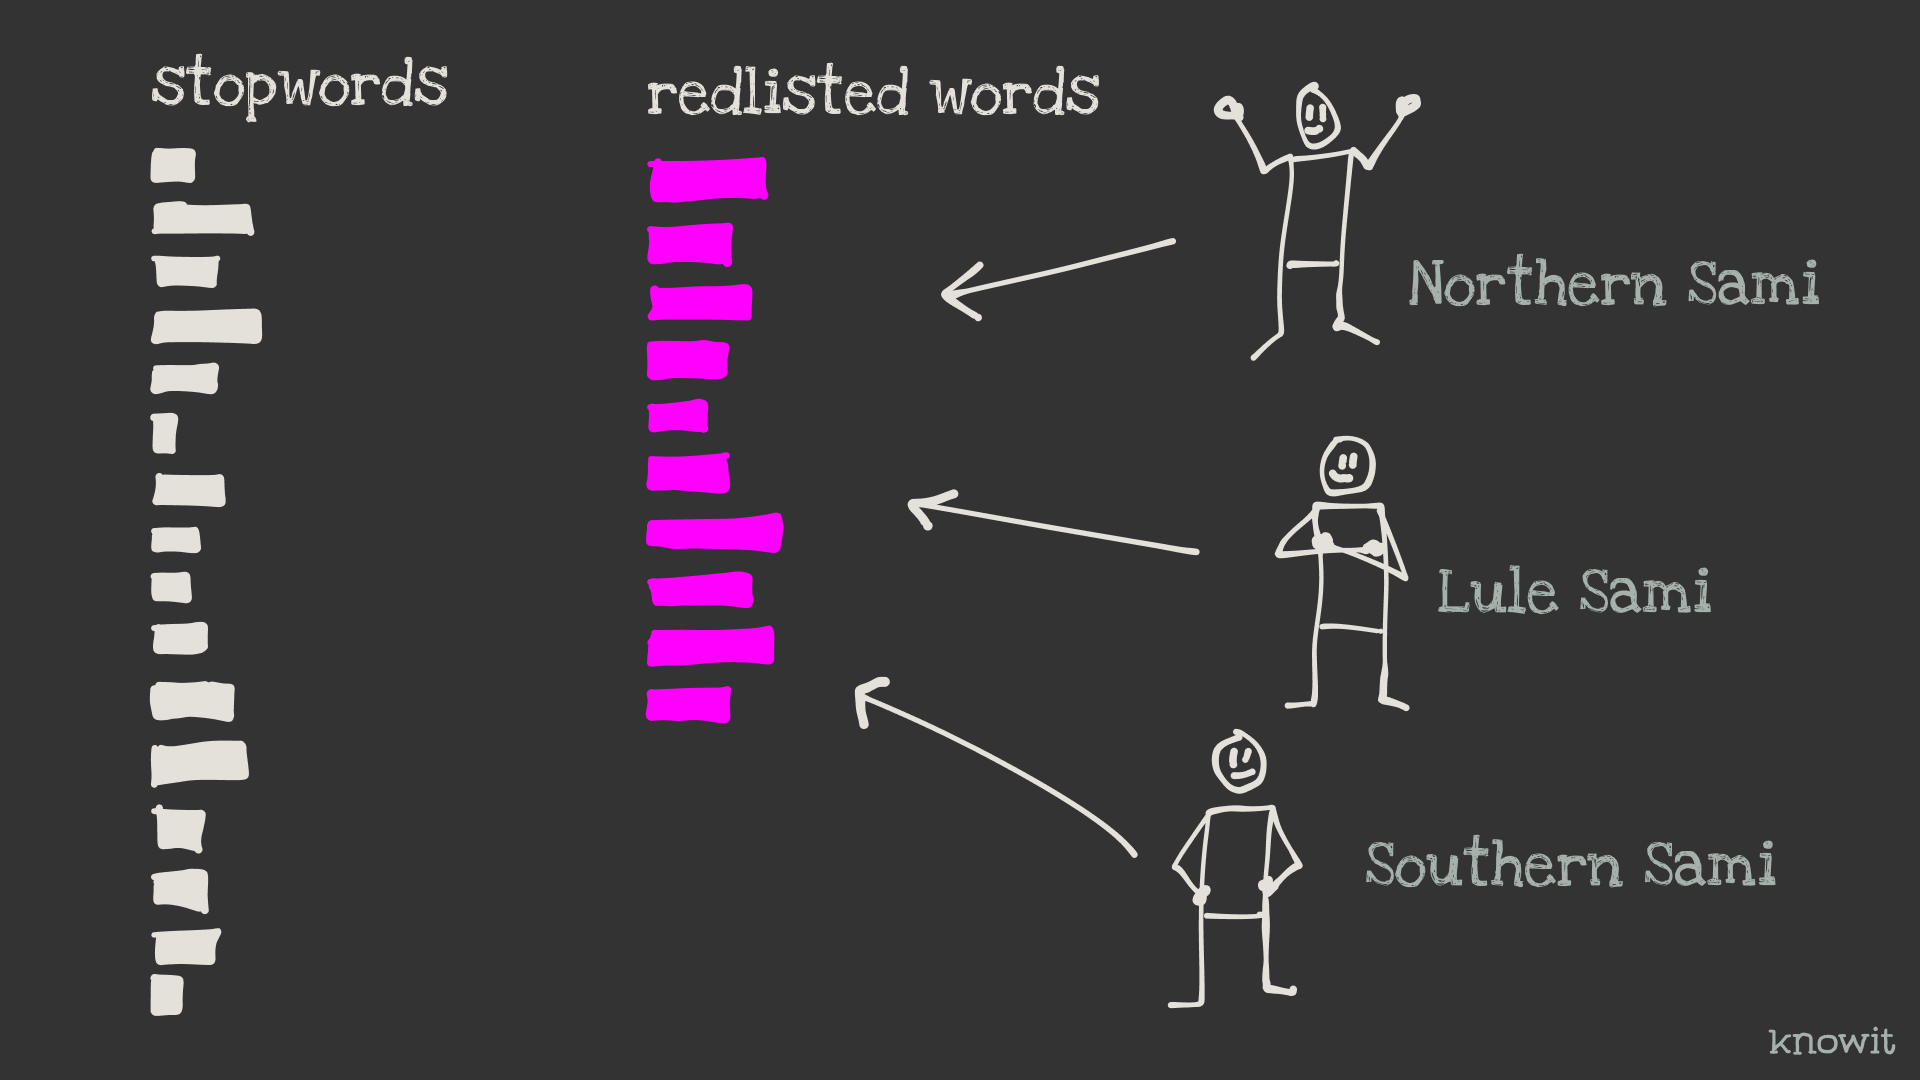 stopwords
redlisted words
Northern Sami
Lule Sami
Southern Sami
knowit